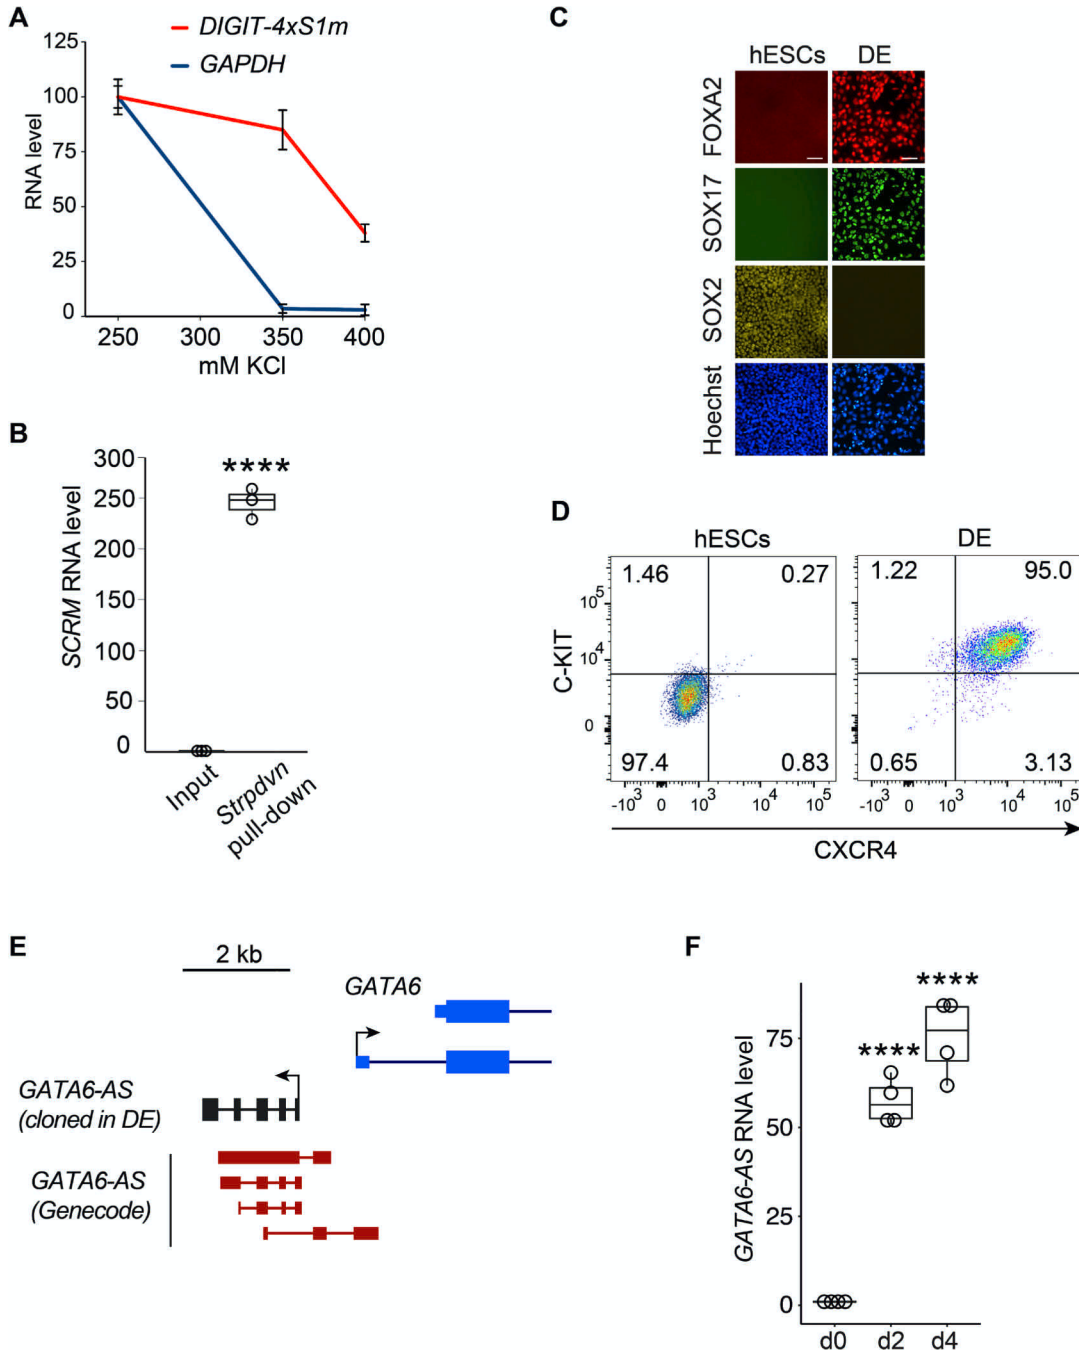 A
DIGIT-4xS1m
GAPDH
RNA level
125
100
75
50
25
0
250
300
350
400
mM KCl
B
****
SCRM RNA level
300
250
200
150
100
50
0
Input
Strpdvn
pull-down
C
hESCs
DE
FOXA2
SOX17
SOX2
Hoechst
D
hESCs
DE
1.46
0.27
1.22
95.0
97.4
0.83
0.65
3.13
C-KIT
10^5
10^4
0
-10^3
0
10^3
10^4
10^5
-10^3
0
10^3
10^4
10^5
CXCR4
E
2 kb
GATA6
GATA6-AS
(cloned in DE)
GATA6-AS
(Genecode)
F
****
****
GATA6-AS RNA level
75
50
25
0
d0
d2
d4